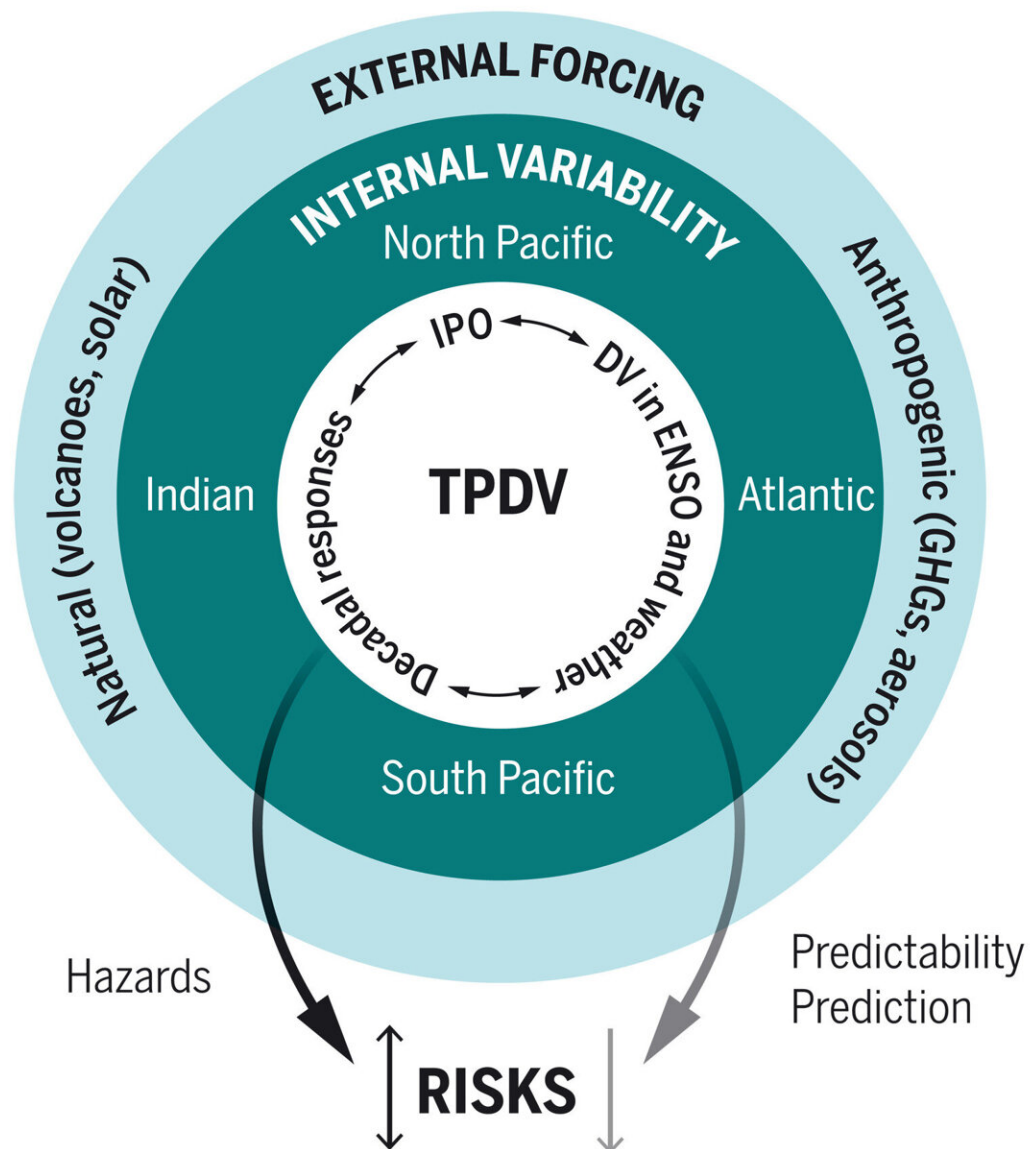 EXTERNAL FORCING
INTERNAL VARIABILITY
North Pacific
Natural (volcanoes, solar)
Anthropogenic (GHGs, aerosols)
IPO
DV in ENSO and weather
Decadal responses
Indian
TPDV
Atlantic
South Pacific
Hazards
Predictability
Prediction
RISKS